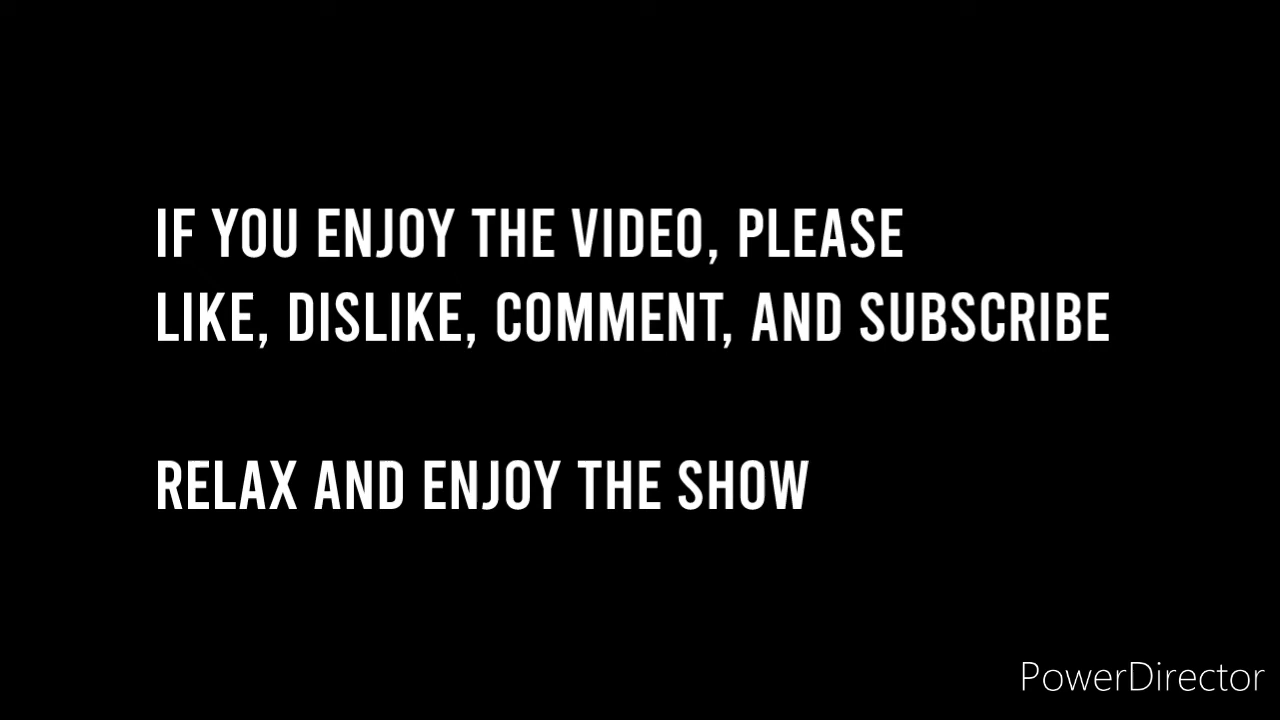 IF YOU ENJOY THE VIDEO, PLEASE
LIKE, DISLIKE, COMMENT, AND SUBSCRIBE
RELAX AND ENJOY THE SHOW
PowerDirector